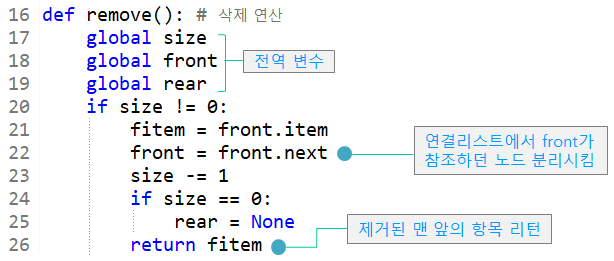 16 def remove(): # 삭제 연산
17     global size
18     global front
19     global rear
전역 변수
20     if size != 0:
21         fitem = front.item
22         front = front.next
연결리스트에서 front가
참조하던 노드 분리시킴
23         size -= 1
24         if size == 0:
25             rear = None
26         return fitem
제거된 맨 앞의 항목 리턴